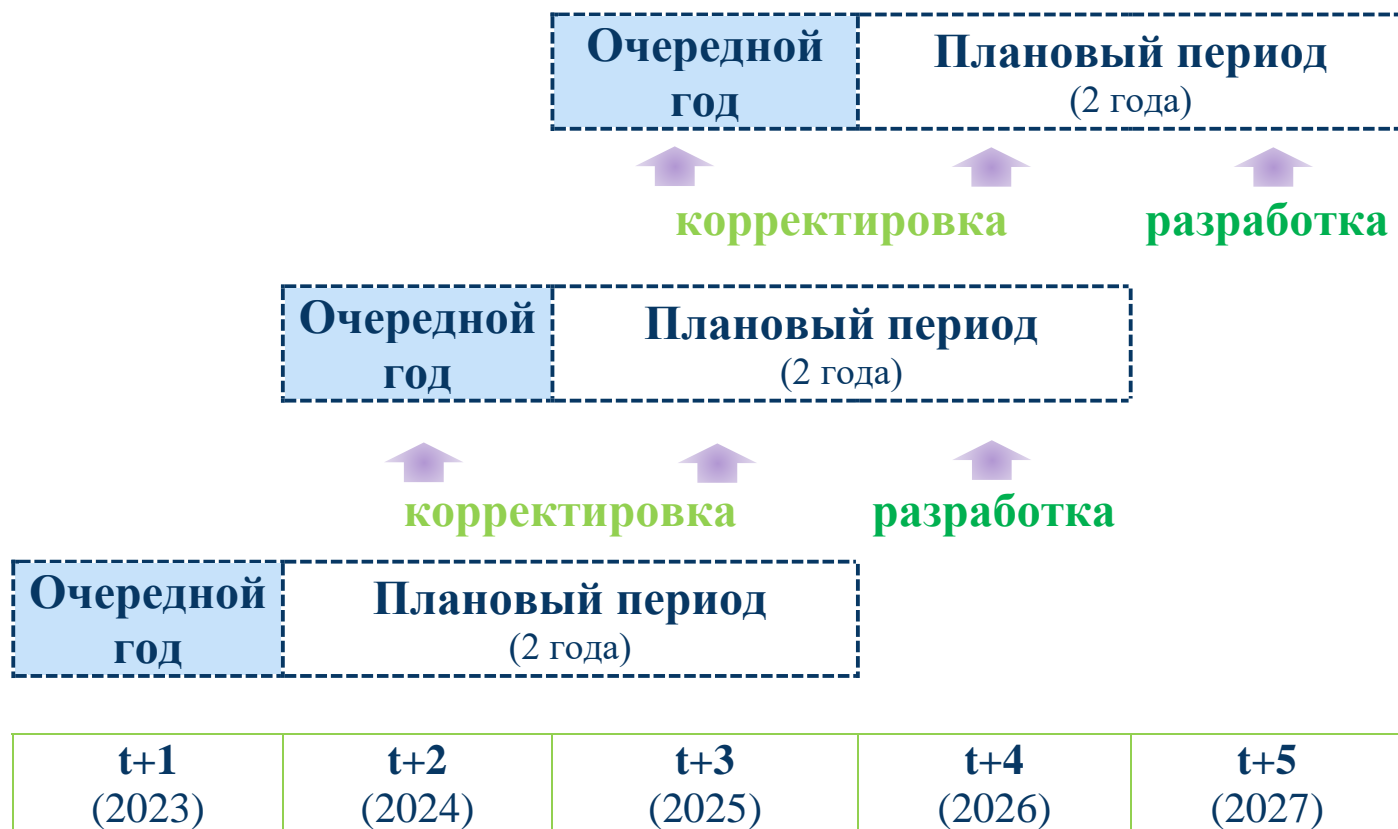 Очередной
год
Плановый период
(2 года)
корректировка
разработка
Очередной
год
Плановый период
(2 года)
корректировка
разработка
Очередной
год
Плановый период
(2 года)
t+1
(2023)
t+2
(2024)
t+3
(2025)
t+4
(2026)
t+5
(2027)